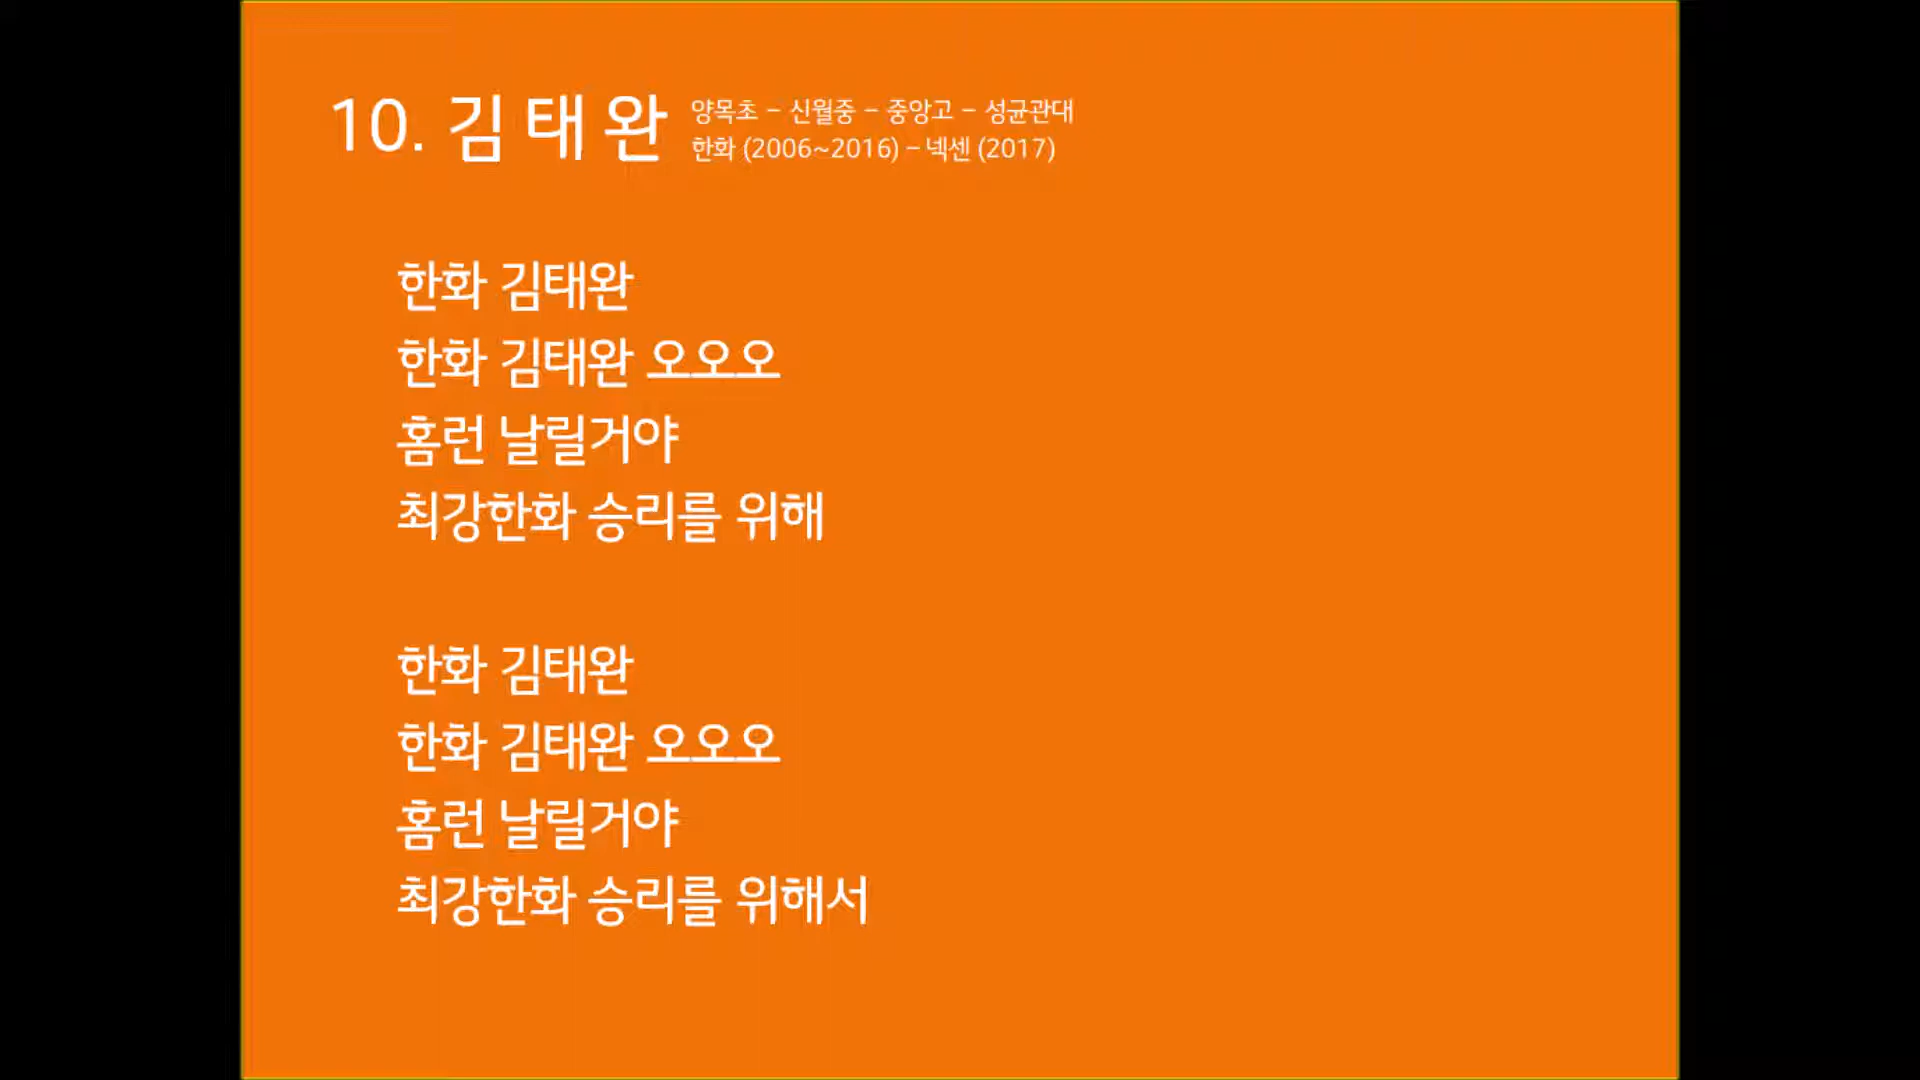 10. 김 태 완
양목초 - 신월중 - 중앙고 - 성균관대
한화 (2006~2016) - 넥센 (2017)
한화 김태완
한화 김태완 오오오
홈런 날릴거야
최강한화 승리를 위해
한화 김태완
한화 김태완 오오오
홈런 날릴거야
최강한화 승리를 위해서